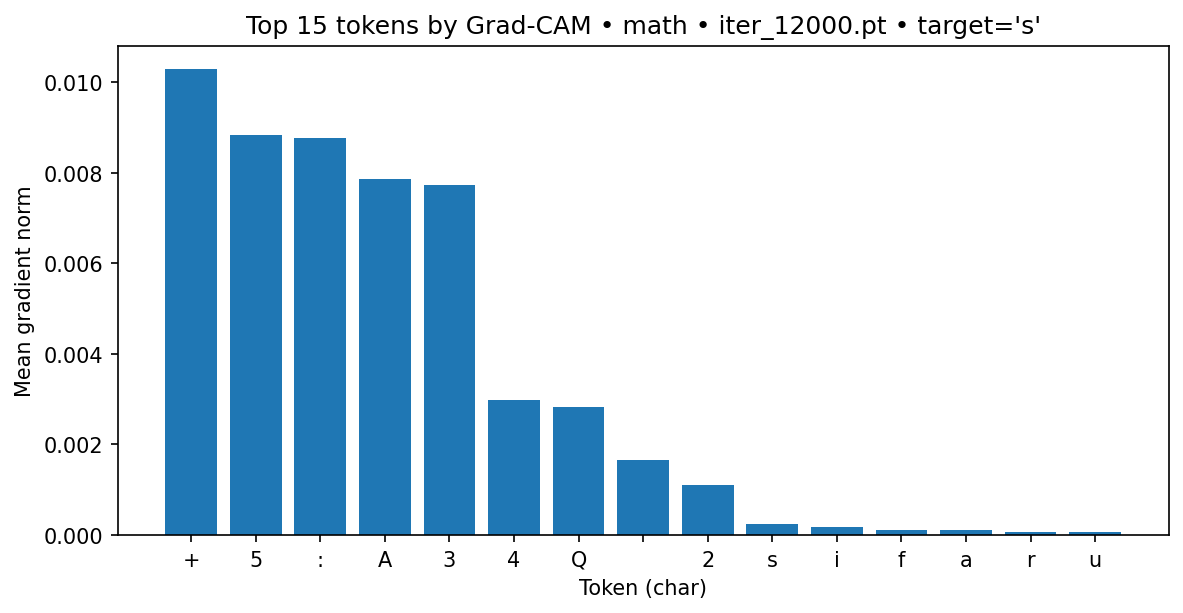 Top 15 tokens by Grad-CAM • math • iter_12000.pt • target='s'
Mean gradient norm
0.010
0.008
0.006
0.004
0.002
0.000
+ 5 : A 3 4 Q 2 s i f a r u
Token (char)